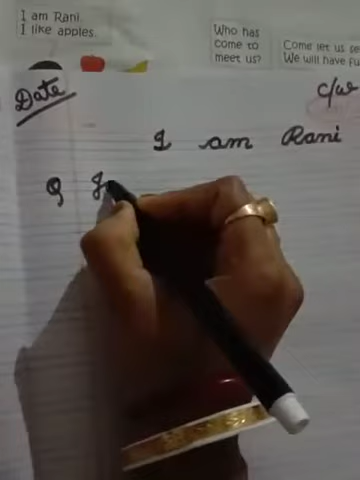 I am Rani.
I like apples.
Who has
come to
meet us?
Come let us
We will have
Date
c/w
I am Rani